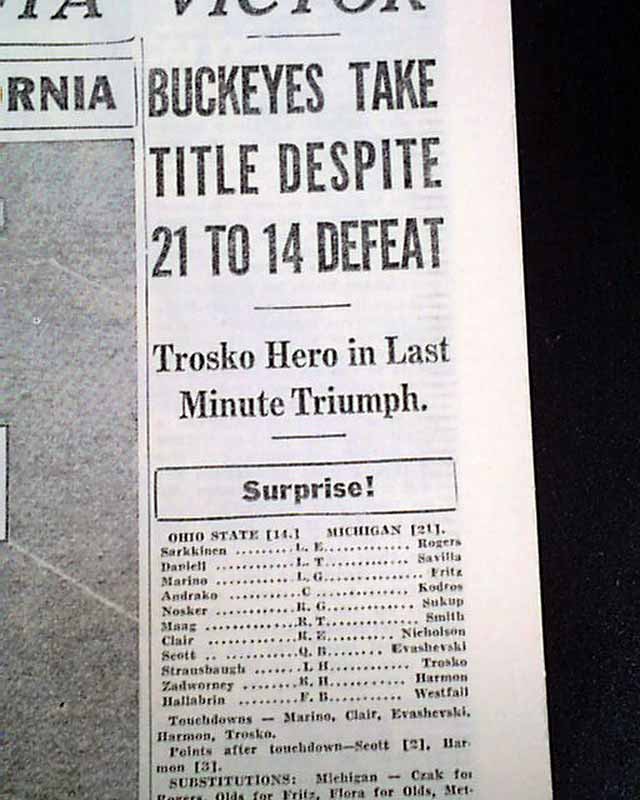 VICTOR
RNIA
BUCKEYES TAKE
TITLE DESPITE
21 TO 14 DEFEAT
Trosko Hero in Last
Minute Triumph.
Surprise!
OHIO STATE [14.] MICHIGAN [21].
Sarkkinen ........L. E............ Rogers
Daniell ..........L. T............ Savilla
Marino ..........L. G............. Fritz
Andrako .........C .............. Kodros
Nosker ..........R. G............. Sukup
Maag ............R. T............. Smith
Clair ............R. E.......... Nicholson
Scott .. .........Q. B......... Evashevski
Strausbaugh .......L H........... Trosko
Zadworney ........R. H.......... Harmon
Hallabrin .........F. B.......... Westfall
Touchdowns — Marino, Clair, Evashevski,
Harmon, Trosko.
Points after touchdown—Scott [2], Har-
mon [3].
SUBSTITUTIONS: Michigan — Czak for
Rogers, Olds for Fritz, Flora for Olds, Met-